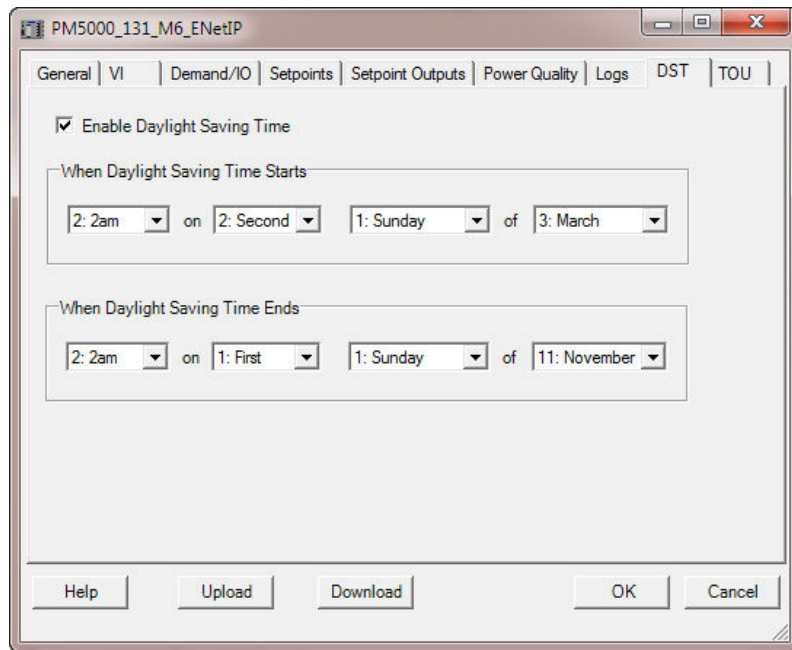 PM5000_131_M6_ENetIP
General VI Demand/IO Setpoints Setpoint Outputs Power Quality Logs DST TOU
Enable Daylight Saving Time
When Daylight Saving Time Starts
2: 2am on 2: Second 1: Sunday of 3: March
When Daylight Saving Time Ends
2: 2am on 1: First 1: Sunday of 11: November
Help Upload Download OK Cancel